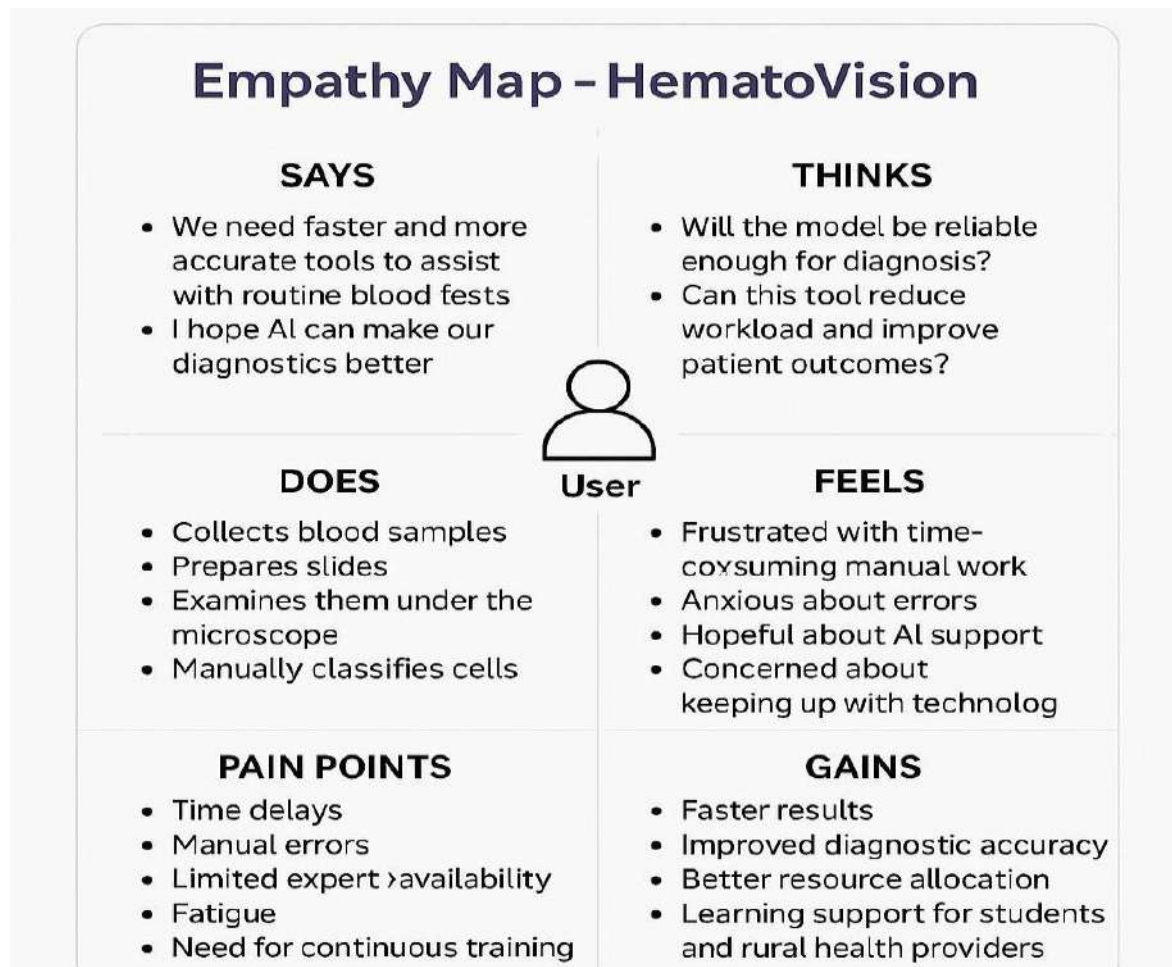 Empathy Map – HematoVision
SAYS
• We need faster and more
accurate tools to assist
with routine blood fests
• I hope AI can make our
diagnostics better
THINKS
• Will the model be reliable
enough for diagnosis?
• Can this tool reduce
workload and improve
patient outcomes?
User
DOES
• Collects blood samples
• Prepares slides
• Examines them under the
microscope
• Manually classifies cells
FEELS
• Frustrated with time-
coysuming manual work
• Anxious about errors
• Hopeful about AI support
• Concerned about
keeping up with technolog
PAIN POINTS
• Time delays
• Manual errors
• Limited expert ›availability
• Fatigue
• Need for continuous training
GAINS
• Faster results
• Improved diagnostic accuracy
• Better resource allocation
• Learning support for students
and rural health providers